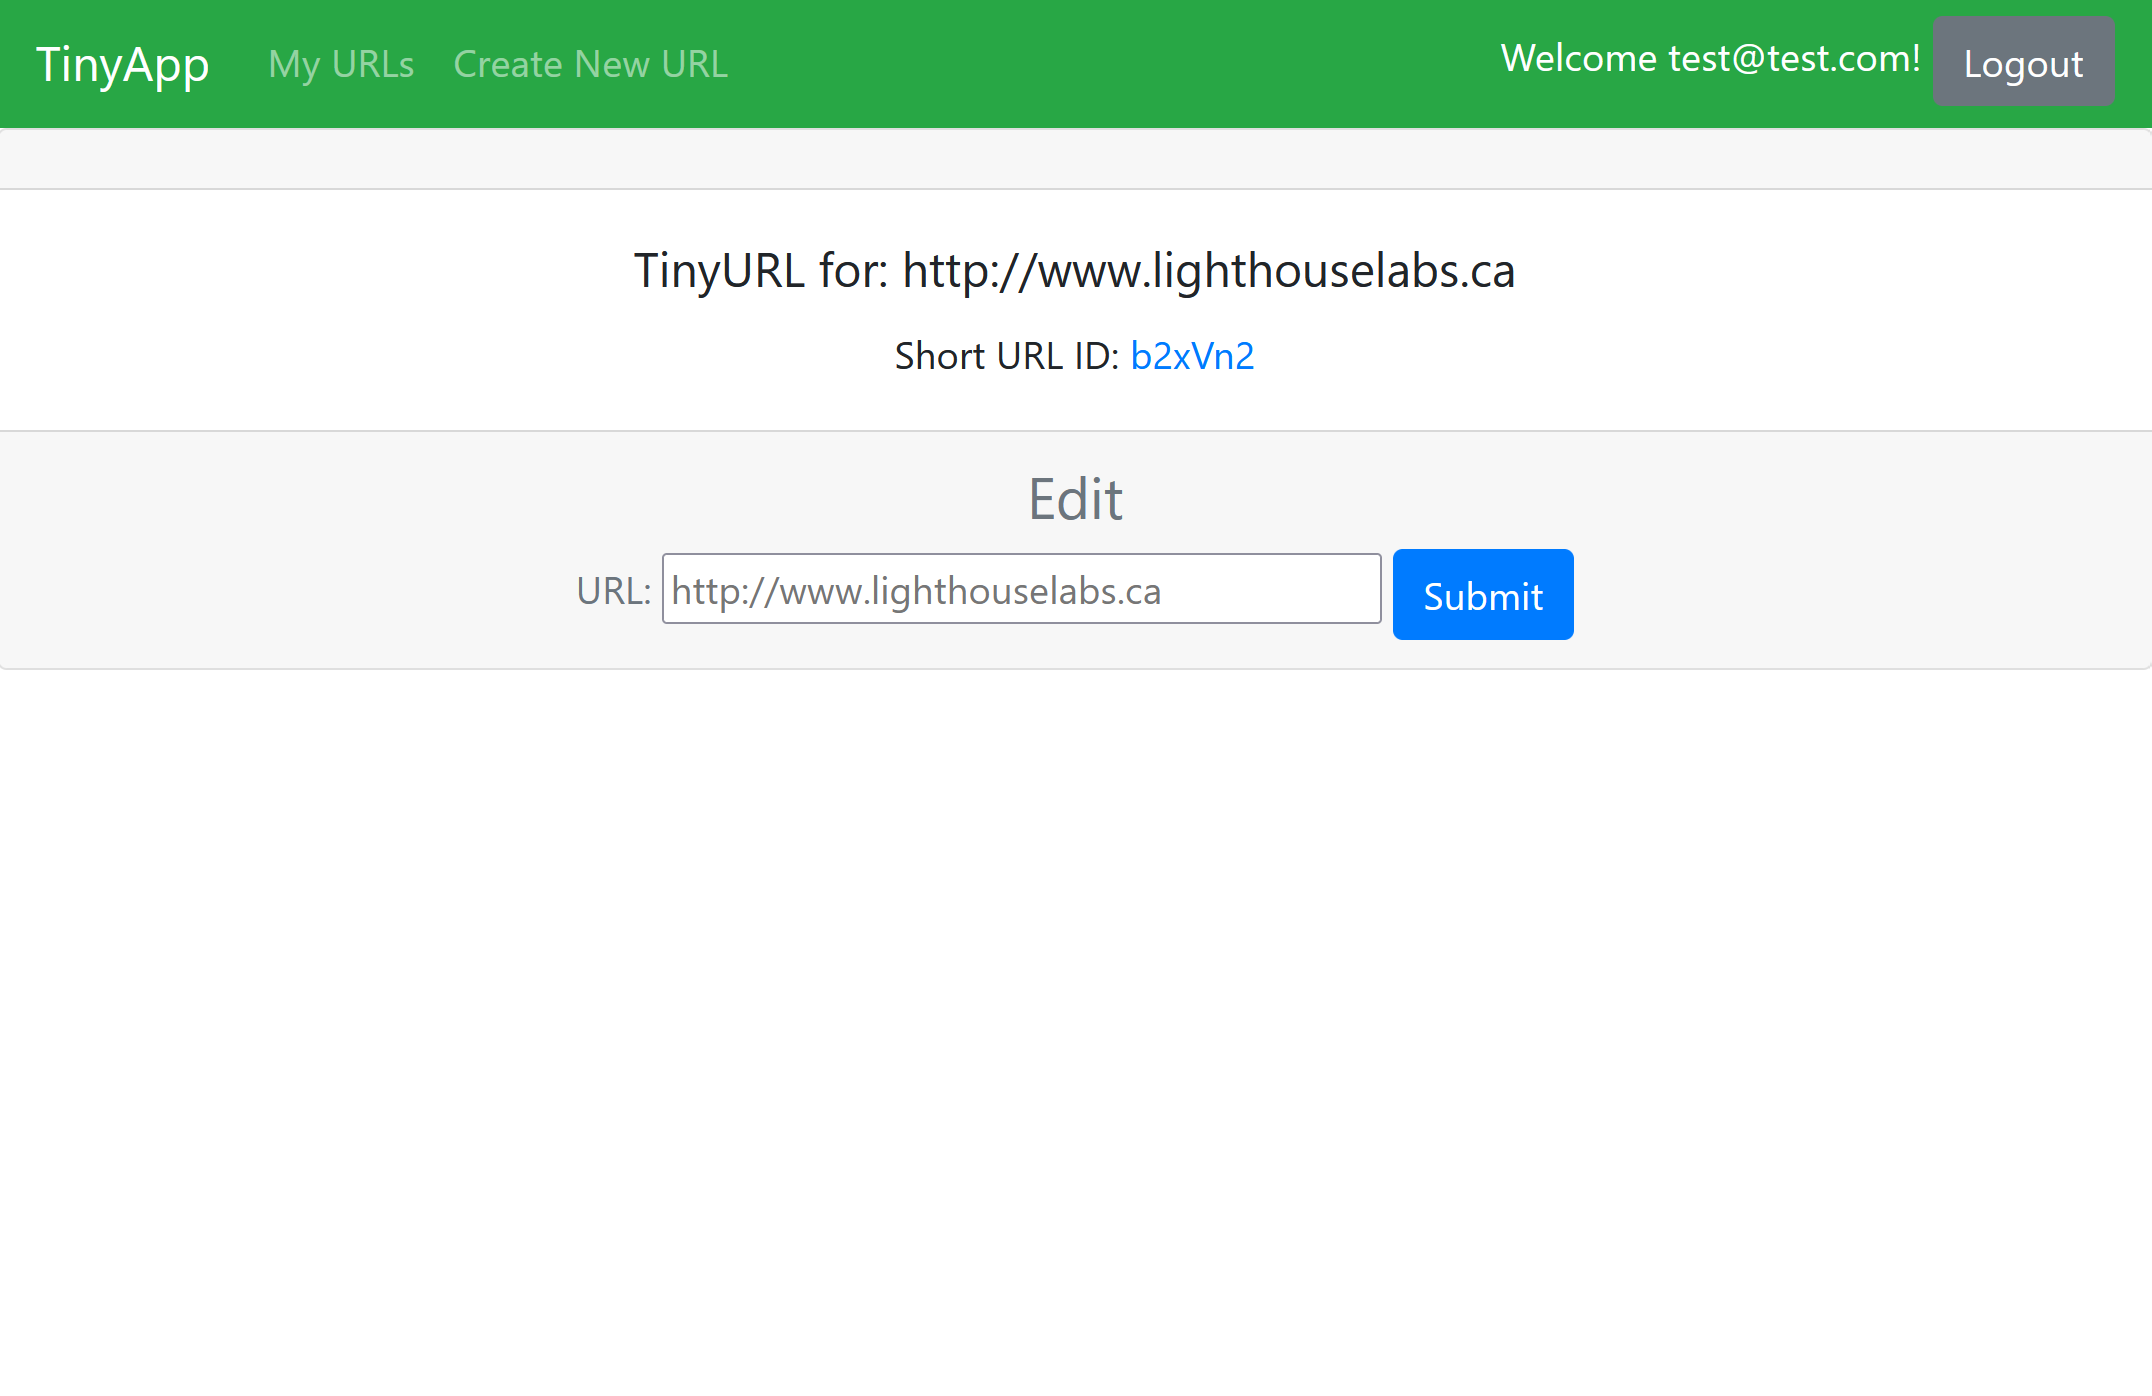 TinyApp My URLs Create New URL Welcome test@test.com! Logout
TinyURL for: http://www.lighthouselabs.ca
Short URL ID: b2xVn2
Edit
URL: http://www.lighthouselabs.ca Submit